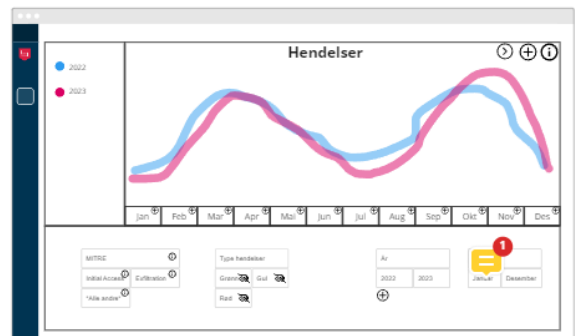 Hendelser
2022
2023
Jan Feb Mar Apr Mai Jun Jul Aug Sep Okt Nov Des
MITRE
Initial Access Exfiltration
"Alle andre"
Type hendelser
Grønn Gul
Rød
År
2022 2023
1
Januar Desember